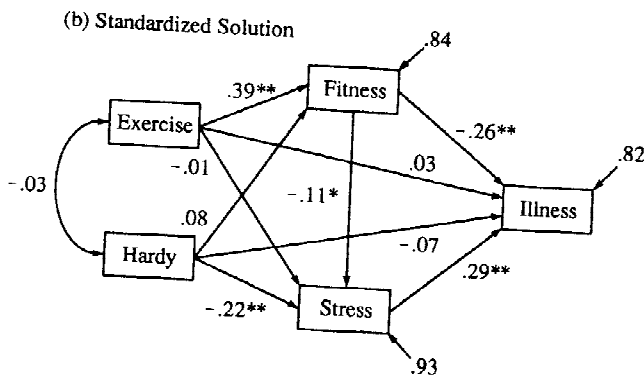 (b) Standardized Solution
.84
Fitness
.39**
Exercise
-.26**
-.01
.03
.82
-.03
-.11*
Illness
.08
Hardy
-.07
.29**
-.22**
Stress
.93